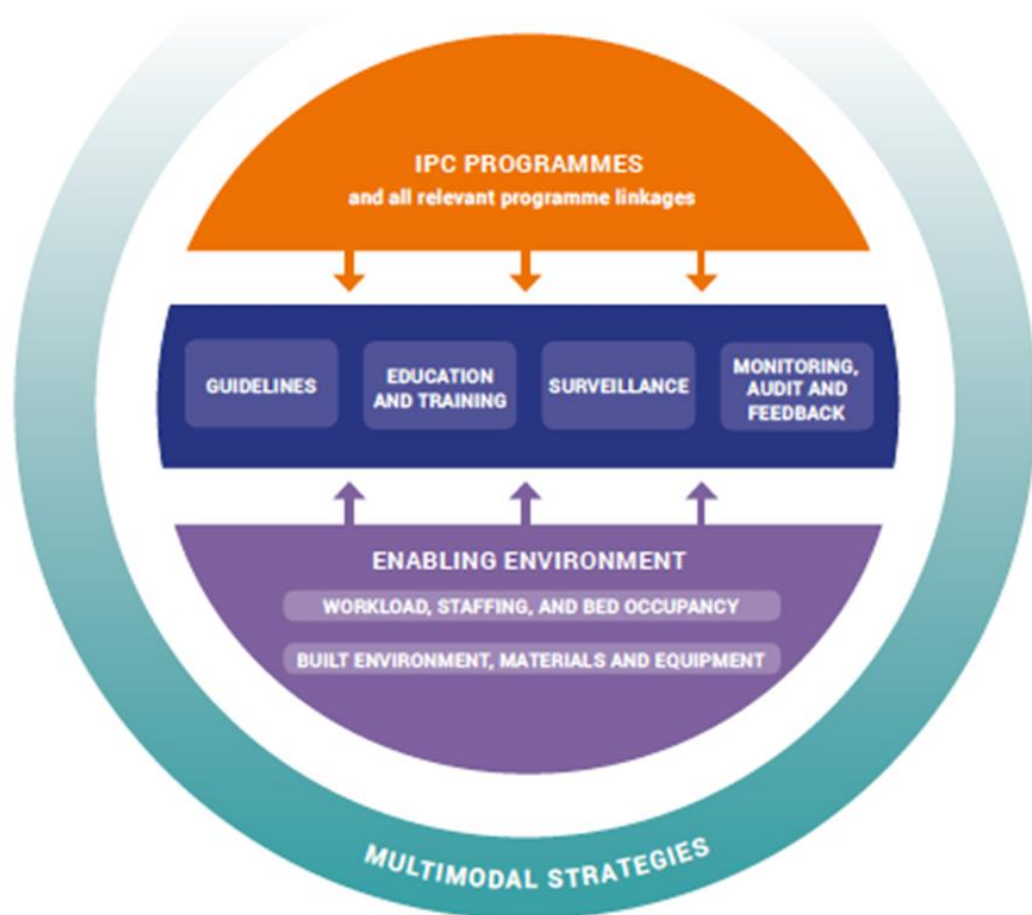 IPC PROGRAMMES
and all relevant programme linkages
GUIDELINES
EDUCATION
AND TRAINING
SURVEILLANCE
MONITORING,
AUDIT AND
FEEDBACK
ENABLING ENVIRONMENT
WORKLOAD, STAFFING, AND BED OCCUPANCY
BUILT ENVIRONMENT, MATERIALS AND EQUIPMENT
MULTIMODAL STRATEGIES